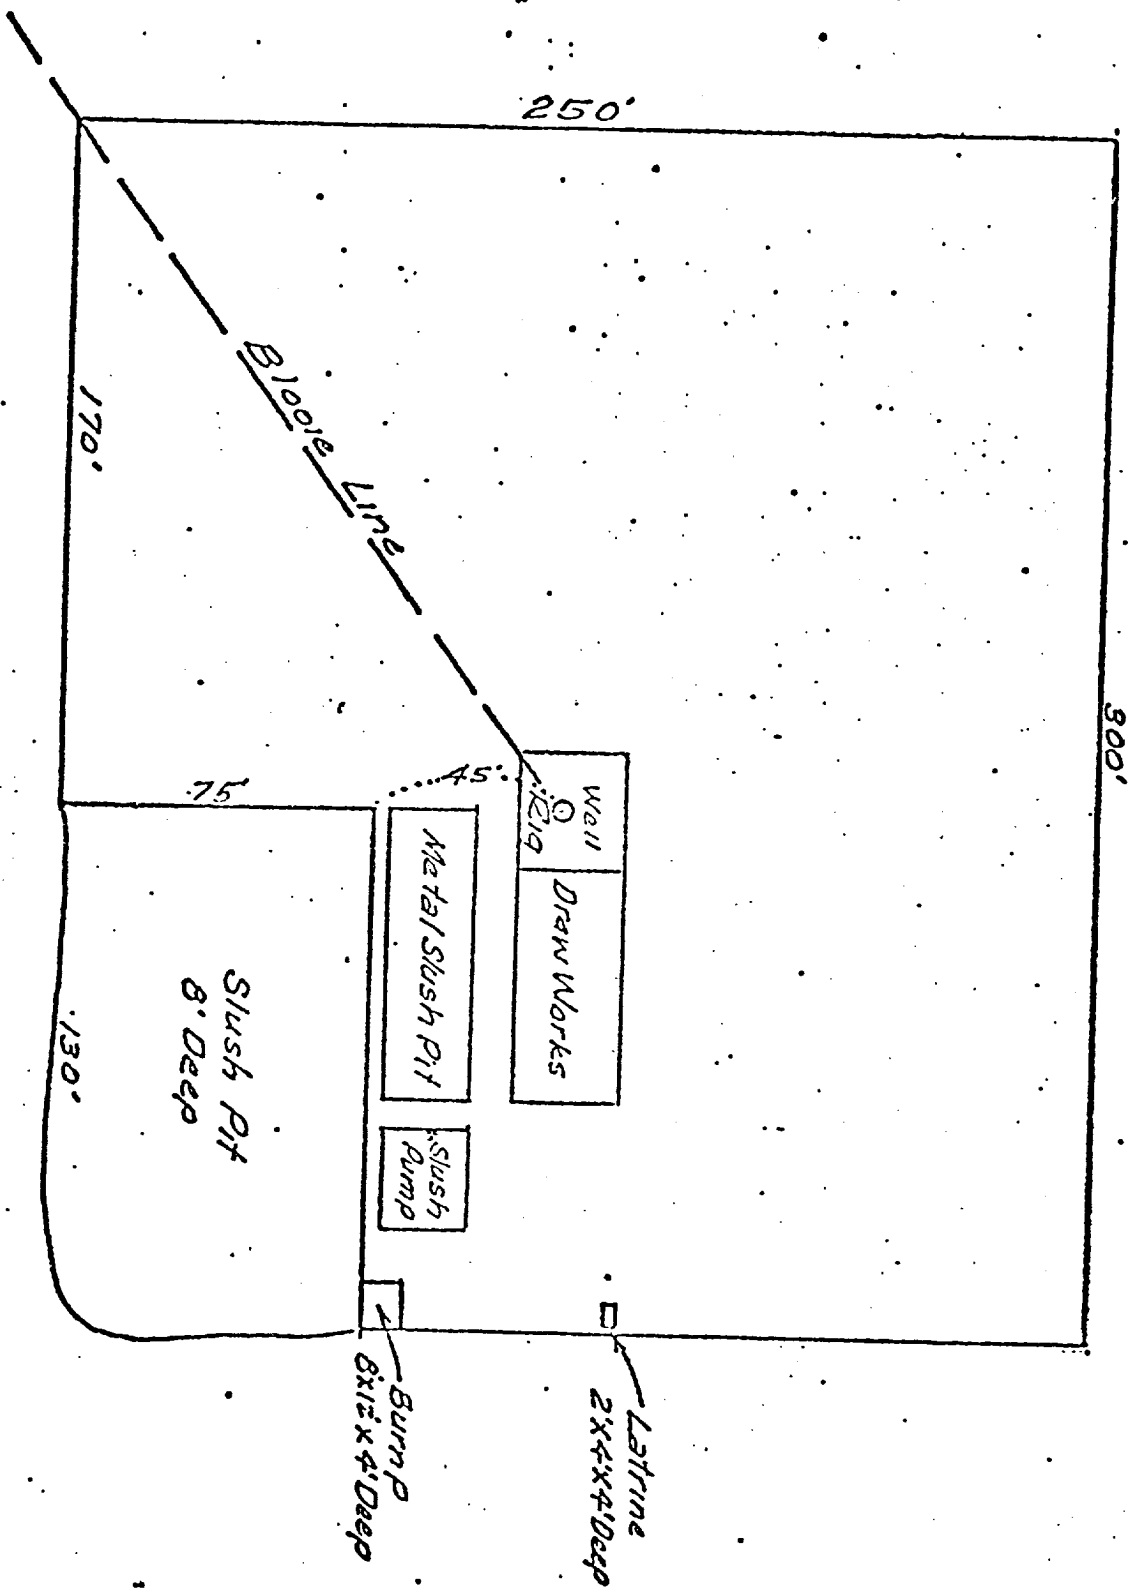 250'
300'
170'
Blooie Line
45'
75'
Well
Rig
Draw Works
Metal Slush Pit
Slush
Pump
Slush Pit
8' Deep
130'
Latrine
2'x4'x4' Deep
Burn P
8'x12'x4' Deep